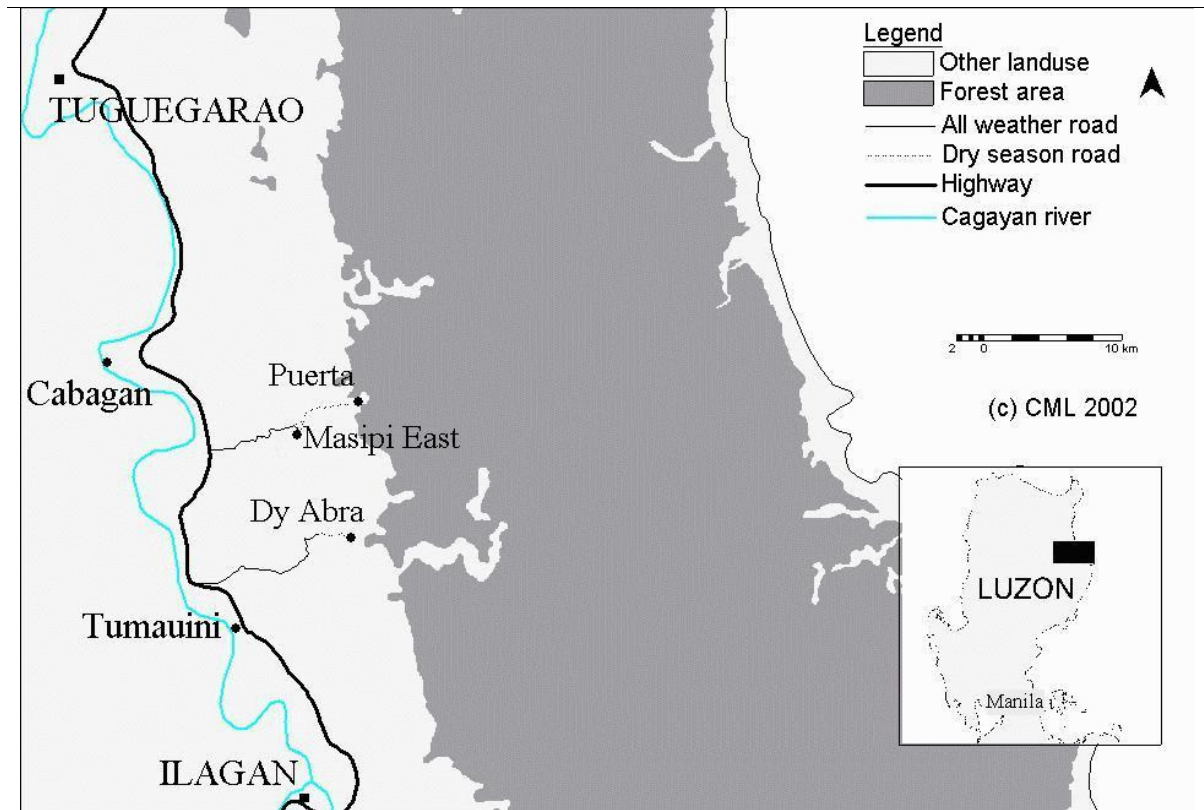 Legend
Other landuse
Forest area
All weather road
Dry season road
Highway
Cagayan river
TUGUEGARAO
2 0 10 km
Puerta
Cabagan
(c) CML 2002
Masipi East
Dy Abra
LUZON
Tumauini
Manila
ILAGAN